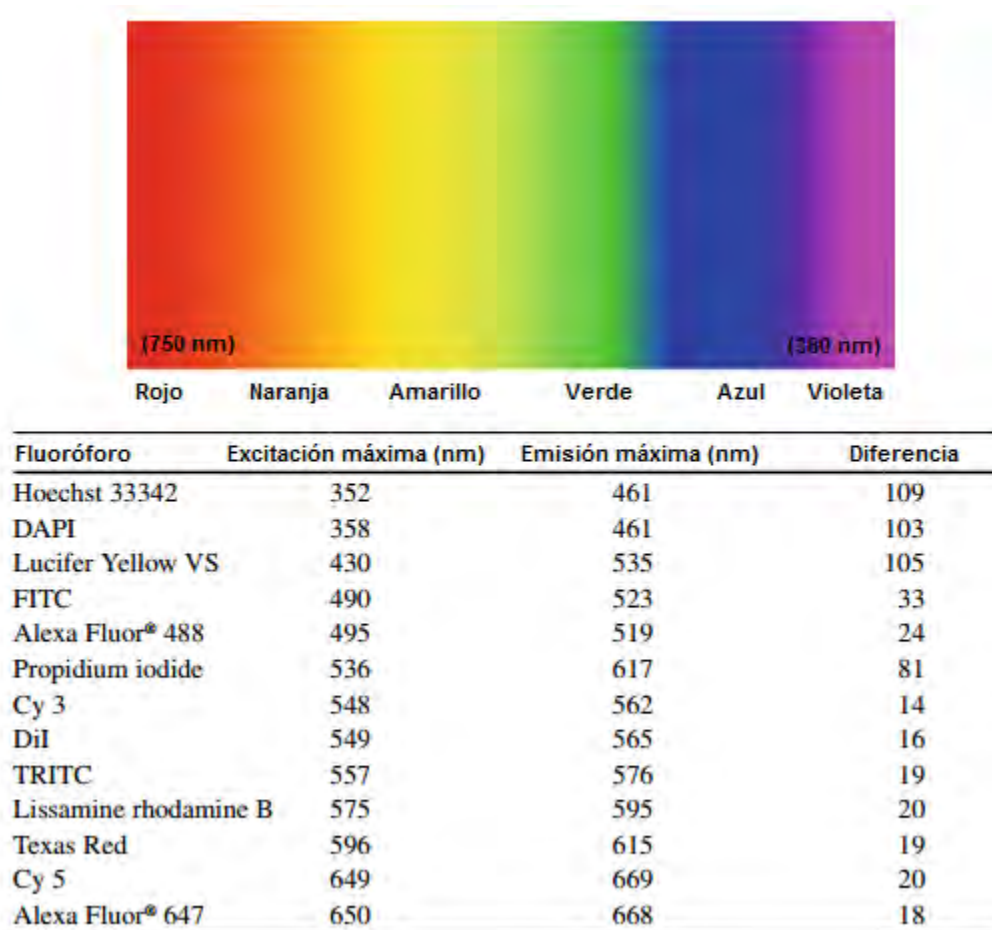 (750 nm) (380 nm)
Rojo Naranja Amarillo Verde Azul Violeta
Fluoróforo Excitación máxima (nm) Emisión máxima (nm) Diferencia
Hoechst 33342 352 461 109
DAPI 358 461 103
Lucifer Yellow VS 430 535 105
FITC 490 523 33
Alexa Fluor® 488 495 519 24
Propidium iodide 536 617 81
Cy 3 548 562 14
DiI 549 565 16
TRITC 557 576 19
Lissamine rhodamine B 575 595 20
Texas Red 596 615 19
Cy 5 649 669 20
Alexa Fluor® 647 650 668 18